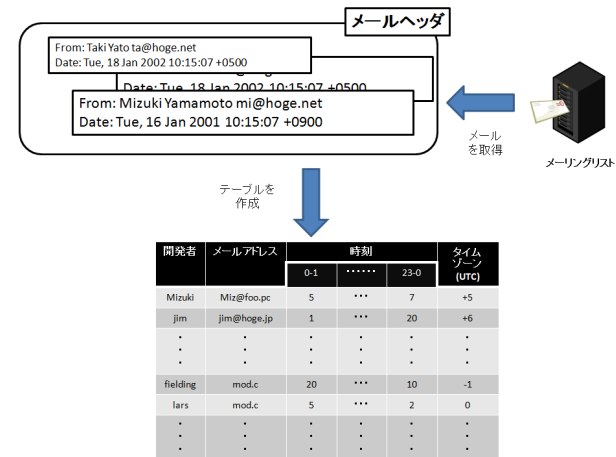 メールヘッダ
From: Taki Yato ta@hoge.net
Date: Tue, 18 Jan 2002 10:15:07 +0500
Date: Tue, 18 Jan 2002 10:15:07 +0500
From: Mizuki Yamamoto mi@hoge.net
Date: Tue, 16 Jan 2001 10:15:07 +0900
メール
を取得
メーリングリスト
テーブルを
作成
開発者 メールアドレス 時刻 タイムゾーン(UTC)
0-1 ‥‥‥ 23-0
Mizuki Miz@foo.pc 5 ・・・ 7 +5
jim jim@hoge.jp 1 ・・・ 20 +6
fielding mod.c 20 ・・・ 10 -1
lars mod.c 5 ・・・ 2 0